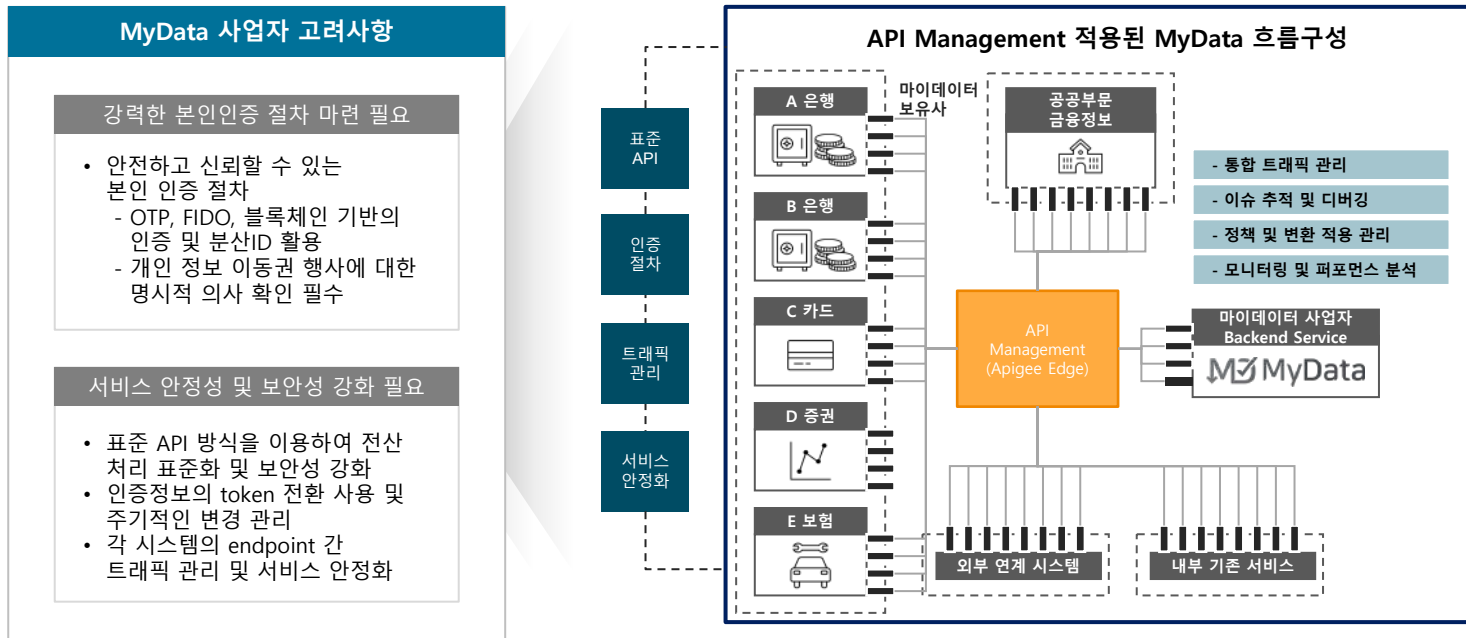 MyData 사업자 고려사항
강력한 본인인증 절차 마련 필요
• 안전하고 신뢰할 수 있는
본인 인증 절차
- OTP, FIDO, 블록체인 기반의
인증 및 분산ID 활용
- 개인 정보 이동권 행사에 대한
명시적 의사 확인 필수
서비스 안정성 및 보안성 강화 필요
• 표준 API 방식을 이용하여 전산
처리 표준화 및 보안성 강화
• 인증정보의 token 전환 사용 및
주기적인 변경 관리
• 각 시스템의 endpoint 간
트래픽 관리 및 서비스 안정화
표준
API
인증
절차
트래픽
관리
서비스
안정화
API Management 적용된 MyData 흐름구성
A 은행
B 은행
C 카드
D 증권
E 보험
마이데이터
보유사
공공부문
금융정보
- 통합 트래픽 관리
- 이슈 추적 및 디버깅
- 정책 및 변환 적용 관리
- 모니터링 및 퍼포먼스 분석
API
Management
(Apigee Edge)
마이데이터 사업자
Backend Service
MyData
외부 연계 시스템
내부 기존 서비스